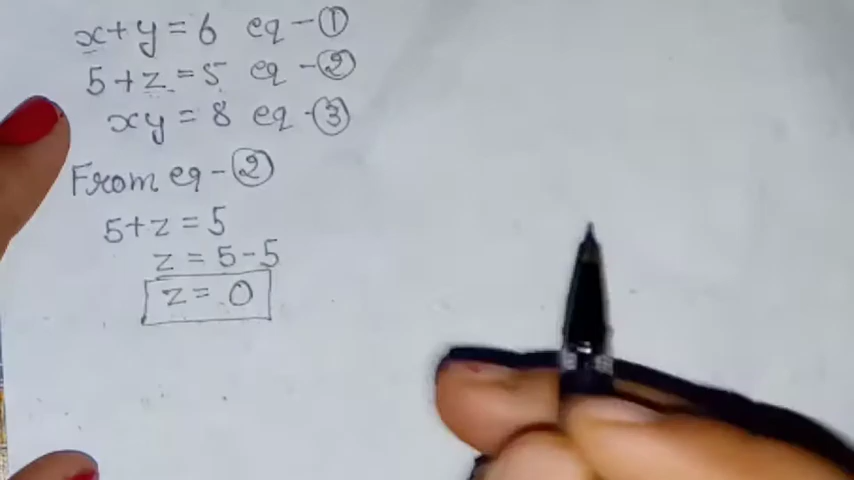 x+y=6 eq-①
5+z=5 eq-②
xy=8 eq-③
From eq-②
5+z=5
z=5-5
z=0